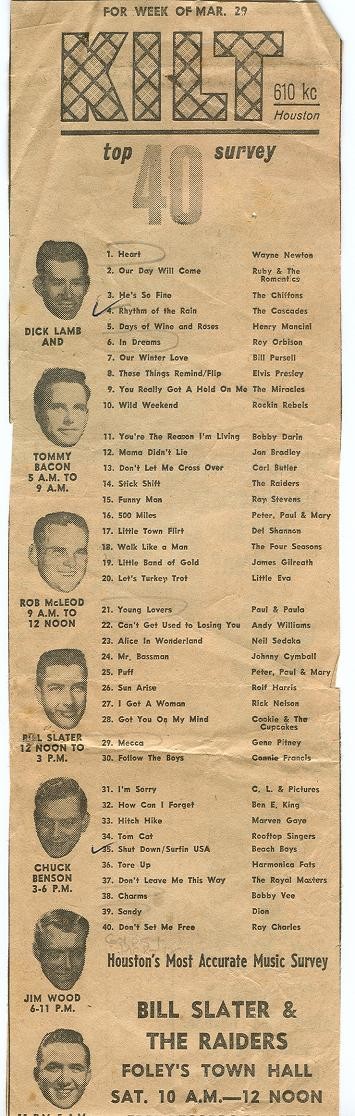 FOR WEEK OF MAR. 29
KILT
610 kc
Houston
top 40 survey
1. Heart Wayne Newton
2. Our Day Will Come Ruby & The
Romantics
3. He's So Fine The Chiffons
4. Rhythm of the Rain The Cascades
5. Days of Wine and Roses Henry Mancini
6. In Dreams Roy Orbison
7. Our Winter Love Bill Pursell
8. These Things Remind/Flip Elvis Presley
9. You Really Got A Hold On Me The Miracles
10. Wild Weekend Rockin Rebels
DICK LAMB
AND
TOMMY
BACON
5 A.M. TO
9 A.M.
11. You're The Reason I'm Living Bobby Darin
12. Mama Didn't Lie Jan Bradley
13. Don't Let Me Cross Over Carl Butler
14. Stick Shift The Raiders
15. Funny Man Ray Stevens
16. 500 Miles Peter, Paul & Mary
17. Little Town Flirt Del Shannon
18. Walk Like a Man The Four Seasons
19. Little Band of Gold James Gilreath
20. Let's Turkey Trot Little Eva
ROB McLEOD
9 A.M. TO
12 NOON
21. Young Lovers Paul & Paula
22. Can't Get Used to Losing You Andy Williams
23. Alice In Wonderland Neil Sedaka
24. Mr. Bassman Johnny Cymball
25. Puff Peter, Paul & Mary
26. Sun Arise Rolf Harris
27. I Got A Woman Rick Nelson
28. Got You On My Mind Cookie & The
Cupcakes
29. Mecca Gene Pitney
30. Follow The Boys Connie Francis
BILL SLATER
12 NOON TO
3 P.M.
31. I'm Sorry C. L. & Pictures
32. How Can I Forget Ben E. King
33. Hitch Hike Marven Gaye
34. Tom Cat Rooftop Singers
35. Shut Down/Surfin USA Beach Boys
36. Tore Up Harmonica Fats
37. Don't Leave Me This Way The Royal Masters
38. Charms Bobby Vee
39. Sandy Dion
40. Don't Set Me Free Ray Charles
CHUCK
BENSON
3-6 P.M.
Houston's Most Accurate Music Survey
JIM WOOD
6-11 P.M.
BILL SLATER &
THE RAIDERS
FOLEY'S TOWN HALL
SAT. 10 A.M.—12 NOON